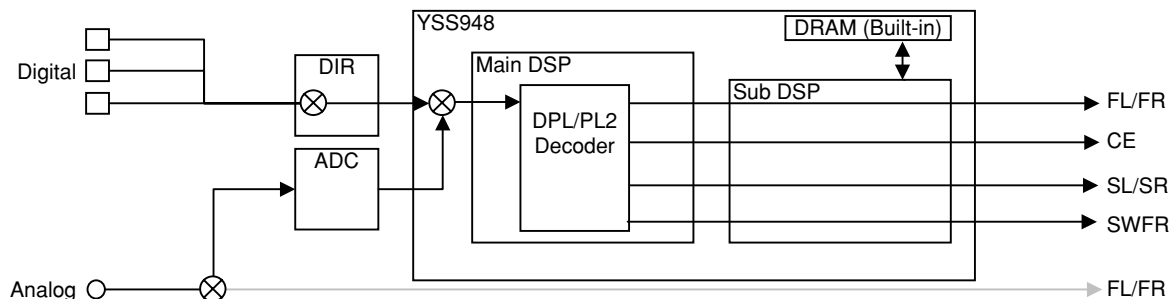 YSS948
DRAM (Built-in)
Digital
DIR
Main DSP
Sub DSP
FL/FR
DPL/PL2
Decoder
CE
ADC
SL/SR
SWFR
Analog
FL/FR